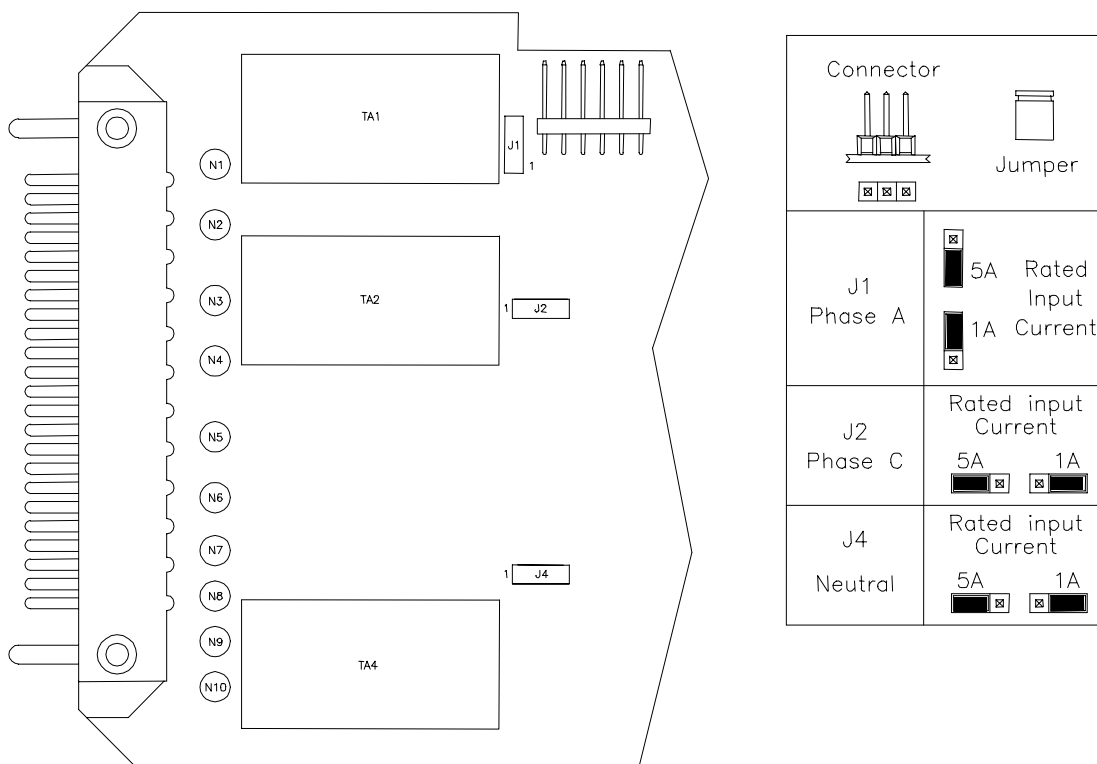 TA1
J1
1
N1
N2
TA2
N3
1
J2
N4
N5
N6
N7
1
J4
N8
N9
TA4
N10
Connector
Jumper
J1
Phase A
5A
1A
Rated
Input
Current
J2
Phase C
Rated input
Current
5A 1A
J4
Neutral
Rated input
Current
5A 1A